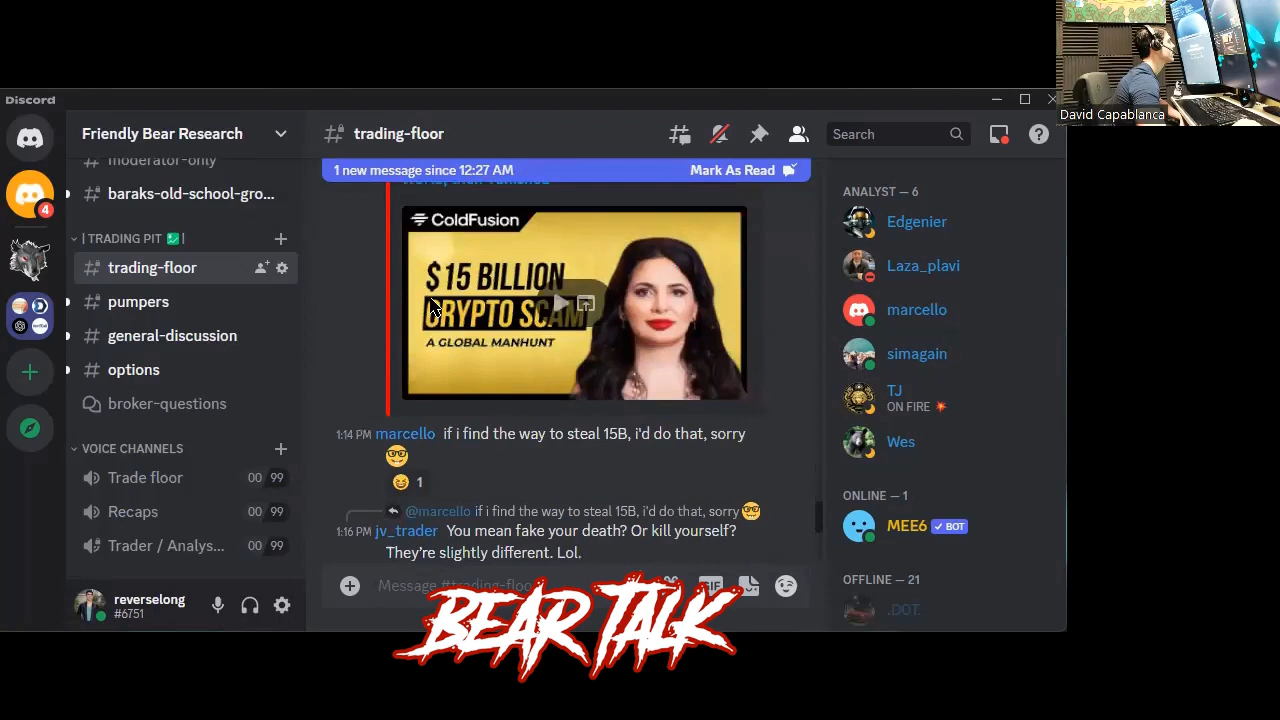 David Capablanca
Discord
Friendly Bear Research
moderator-only
baraks-old-school-gro...
4
| TRADING PIT 💹 |
trading-floor
pumpers
general-discussion
options
broker-questions
VOICE CHANNELS
Trade floor 00 99
Recaps 00 99
Trader / Analys... 00 99
reverselong
#6751
trading-floor
Search
1 new message since 12:27 AM
Mark As Read
ColdFusion
$15 BILLION
CRYPTO SCAM
A GLOBAL MANHUNT
1:14 PM marcello if i find the way to steal 15B, i'd do that, sorry
🤓
😆 1
@marcello if i find the way to steal 15B, i'd do that, sorry 🤓
1:16 PM jv_trader You mean fake your death? Or kill yourself?
They're slightly different. Lol.
Message #trading-floo
GIF
ANALYST — 6
Edgenier
Laza_plavi
marcello
simagain
TJ
ON FIRE 💥
Wes
ONLINE — 1
MEE6 ✓ BOT
OFFLINE — 21
.DOT.
BEAR TALK